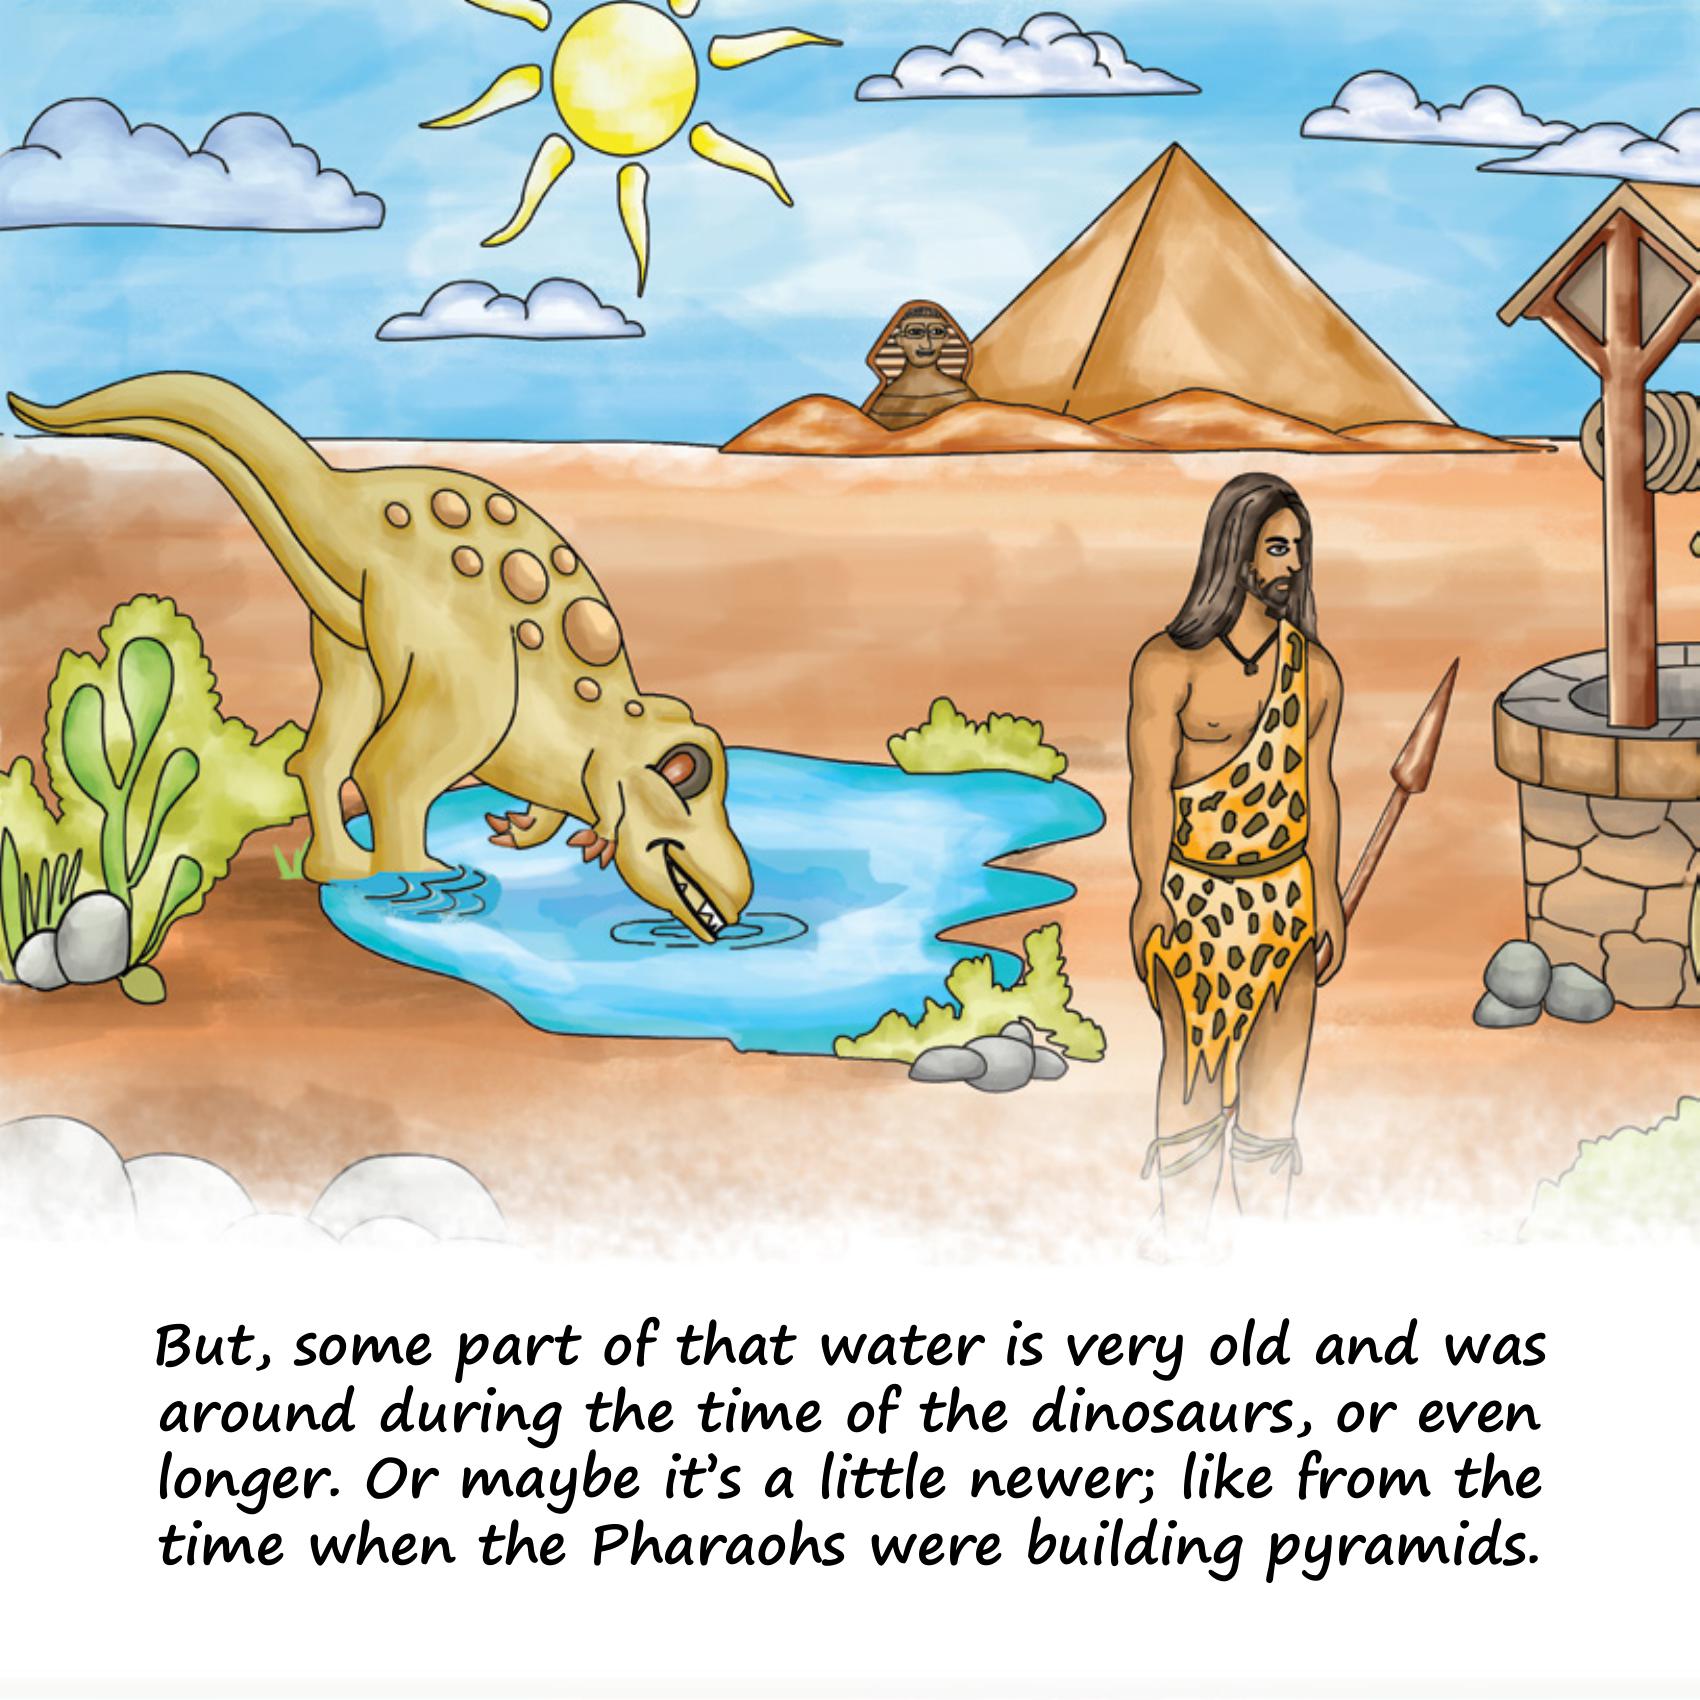 But, some part of that water is very old and was
around during the time of the dinosaurs, or even
longer. Or maybe it’s a little newer; like from the
time when the Pharaohs were building pyramids.